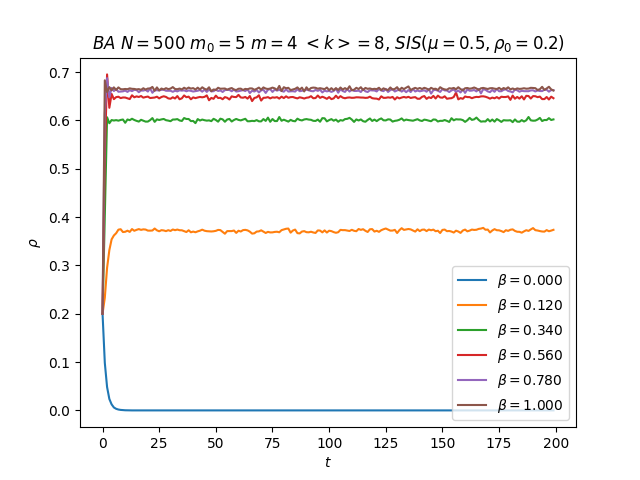 BA N = 500 m₀ = 5 m = 4 < k >= 8, SIS(μ = 0.5, ρ₀ = 0.2)
ρ
0.7
0.6
0.5
0.4
0.3
0.2
0.1
0.0
β = 0.000
β = 0.120
β = 0.340
β = 0.560
β = 0.780
β = 1.000
0 25 50 75 100 125 150 175 200
t